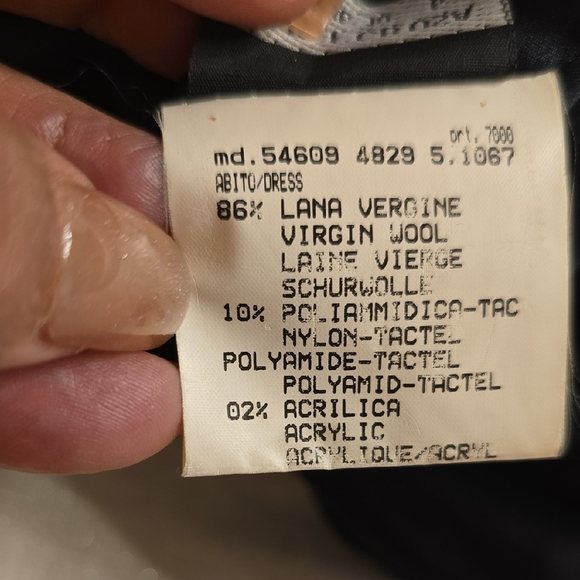 art. 7000
md.54609 4829 5.1067
ABITO/DRESS
86% LANA VERGINE
VIRGIN WOOL
LAINE VIERGE
SCHURWOLLE
10% POLIAMMIDICA-TAC
NYLON-TACTEL
POLYAMIDE-TACTEL
POLYAMID-TACTEL
02% ACRILICA
ACRYLIC
ACRYLIQUE/ACRYL